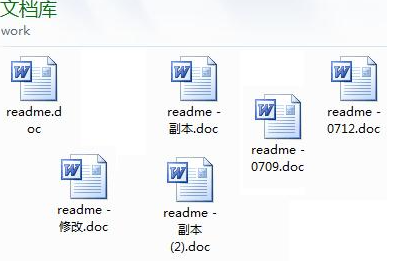 文档库
work
readme.d
oc
readme -
副本.doc
readme -
0709.doc
readme -
0712.doc
readme -
修改.doc
readme -
副本
(2).doc